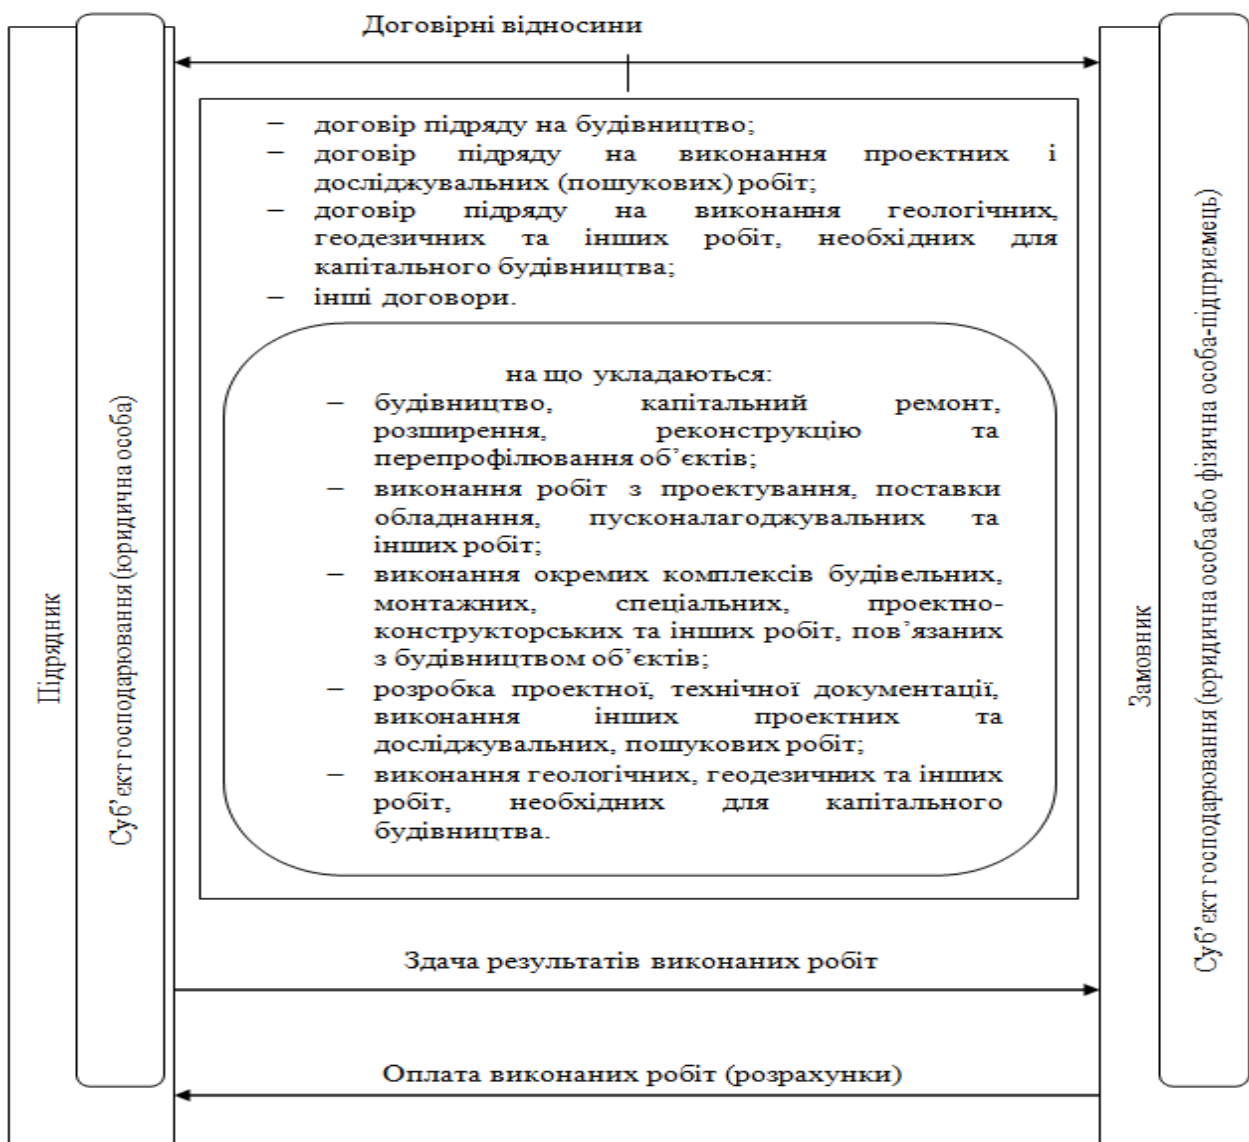 Договірні відносини
− договір підряду на будівництво;
− договір підряду на виконання проектних і
досліджувальних (пошукових) робіт;
− договір підряду на виконання геологічних,
геодезичних та інших робіт, необхідних для
капітального будівництва;
− інші договори.
на що укладаються:
− будівництво, капітальний ремонт,
розширення, реконструкцію та
перепрофілювання об’єктів;
− виконання робіт з проектування, поставки
обладнання, пусконалагоджувальних та
інших робіт;
− виконання окремих комплексів будівельних,
монтажних, спеціальних, проектно-
конструкторських та інших робіт, пов’язаних
з будівництвом об’єктів;
− розробка проектної, технічної документації,
виконання інших проектних та
досліджувальних, пошукових робіт;
− виконання геологічних, геодезичних та інших
робіт, необхідних для капітального
будівництва.
Підрядник
Суб’єкт господарювання (юридична особа)
Замовник
Суб’єкт господарювання (юридична особа або фізична особа-підприємець)
Здача результатів виконаних робіт
Оплата виконаних робіт (розрахунки)